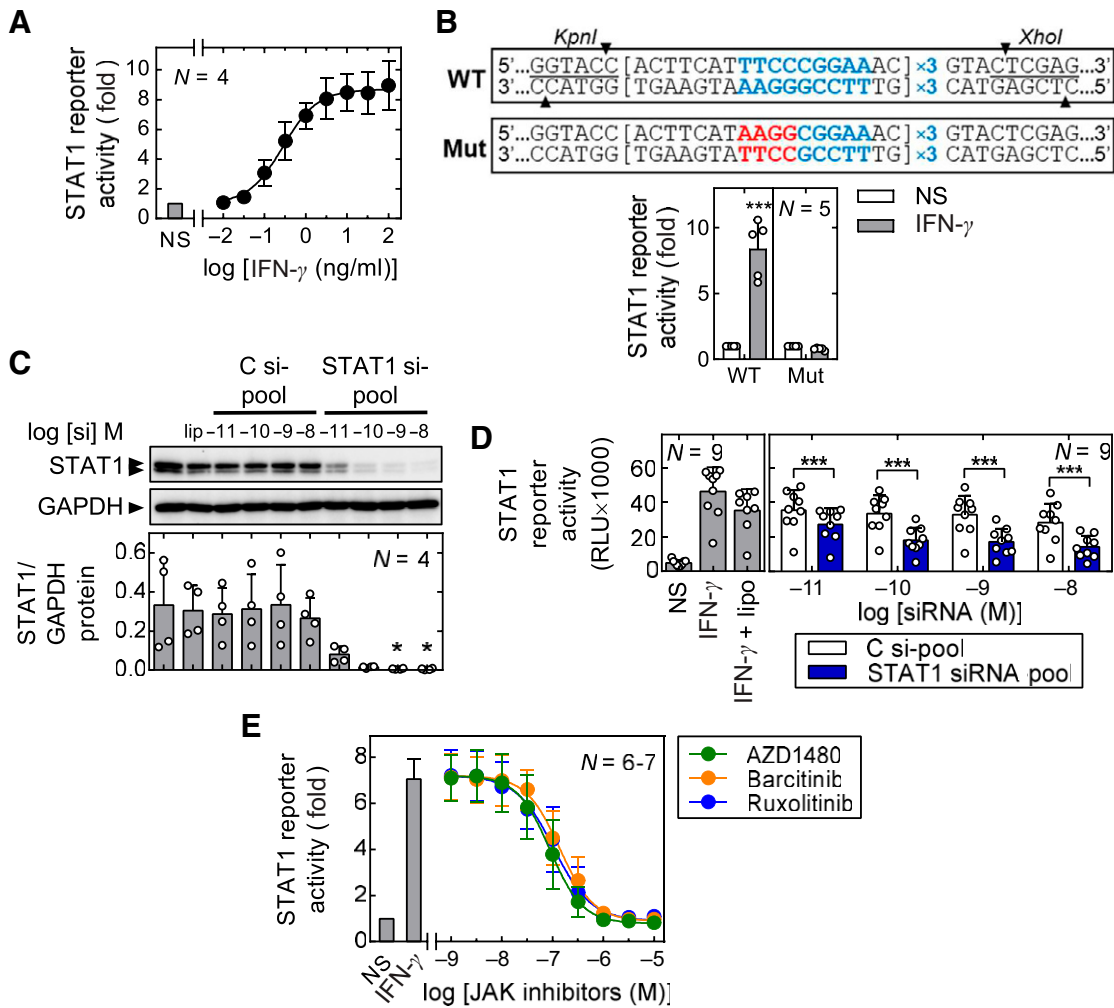 A
STAT1 reporter
activity (fold)
10
8
6
4
2
0
N = 4
NS
−2
−1
0
1
2
log [IFN-γ (ng/ml)]
B
KpnI
XhoI
WT
5'...GGTACC[ACTTCATTTCCCGGAAAC]×3 GTACTCGAG...3'
3'...CCATGG[TGAAGTAAAGGGCCTTTG]×3 CATGAGCTC...5'
Mut
5'...GGTACC[ACTTCATAAGGCGGAAAC]×3 GTACTCGAG...3'
3'...CCATGG[TGAAGTATTCCGCCTTTG]×3 CATGAGCTC...5'
STAT1 reporter
activity (fold)
10
5
0
***
N = 5
NS
IFN-γ
WT
Mut
C
C si-
pool
STAT1 si-
pool
log [si] M
lip −11 −10 −9 −8 −11 −10 −9 −8
STAT1
GAPDH
STAT1/
GAPDH
protein
0.6
0.4
0.2
0.0
N = 4
* *
D
STAT1
reporter
activity
(RLU×1000)
60
40
20
0
N = 9
N = 9
*** *** *** ***
NS
IFN-γ
IFN-γ + lipo
−11
−10
−9
−8
log [siRNA (M)]
C si-pool
STAT1 siRNA pool
E
STAT1 reporter
activity (fold)
8
6
4
2
0
N = 6-7
NS
IFN-γ
−9
−8
−7
−6
−5
log [JAK inhibitors (M)]
AZD1480
Barcitinib
Ruxolitinib